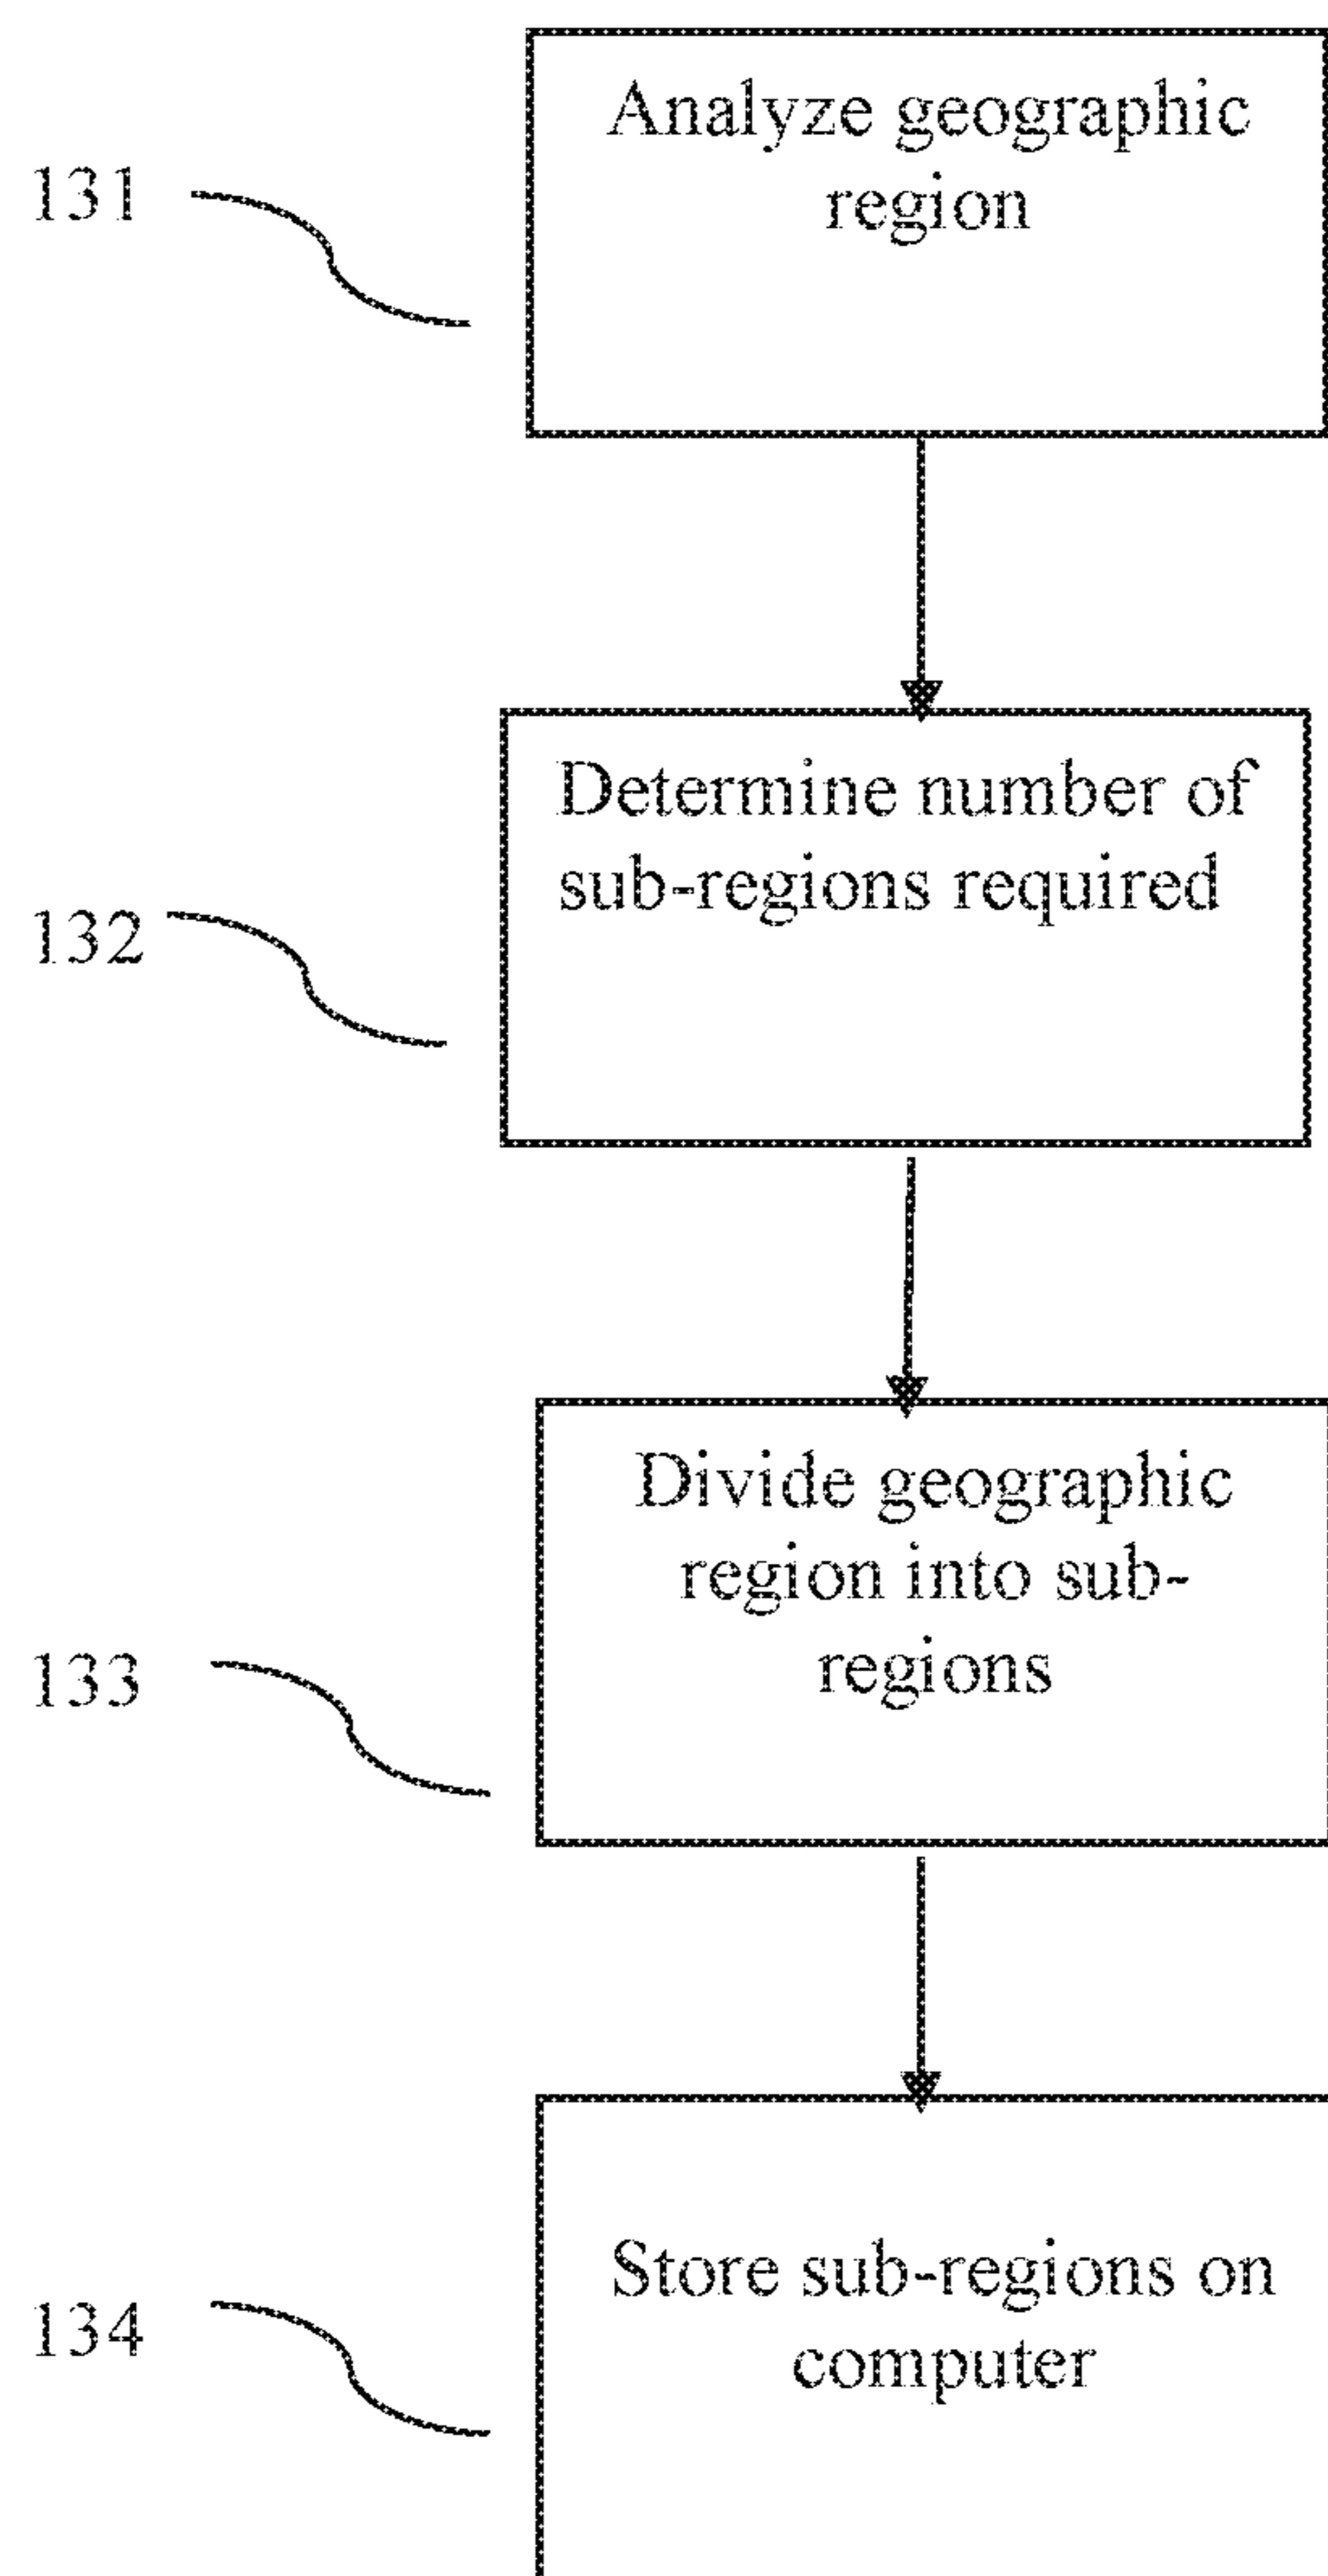 131
Analyze geographic
region
132
Determine number of
sub-regions required
133
Divide geographic
region into sub-
regions
134
Store sub-regions on
computer